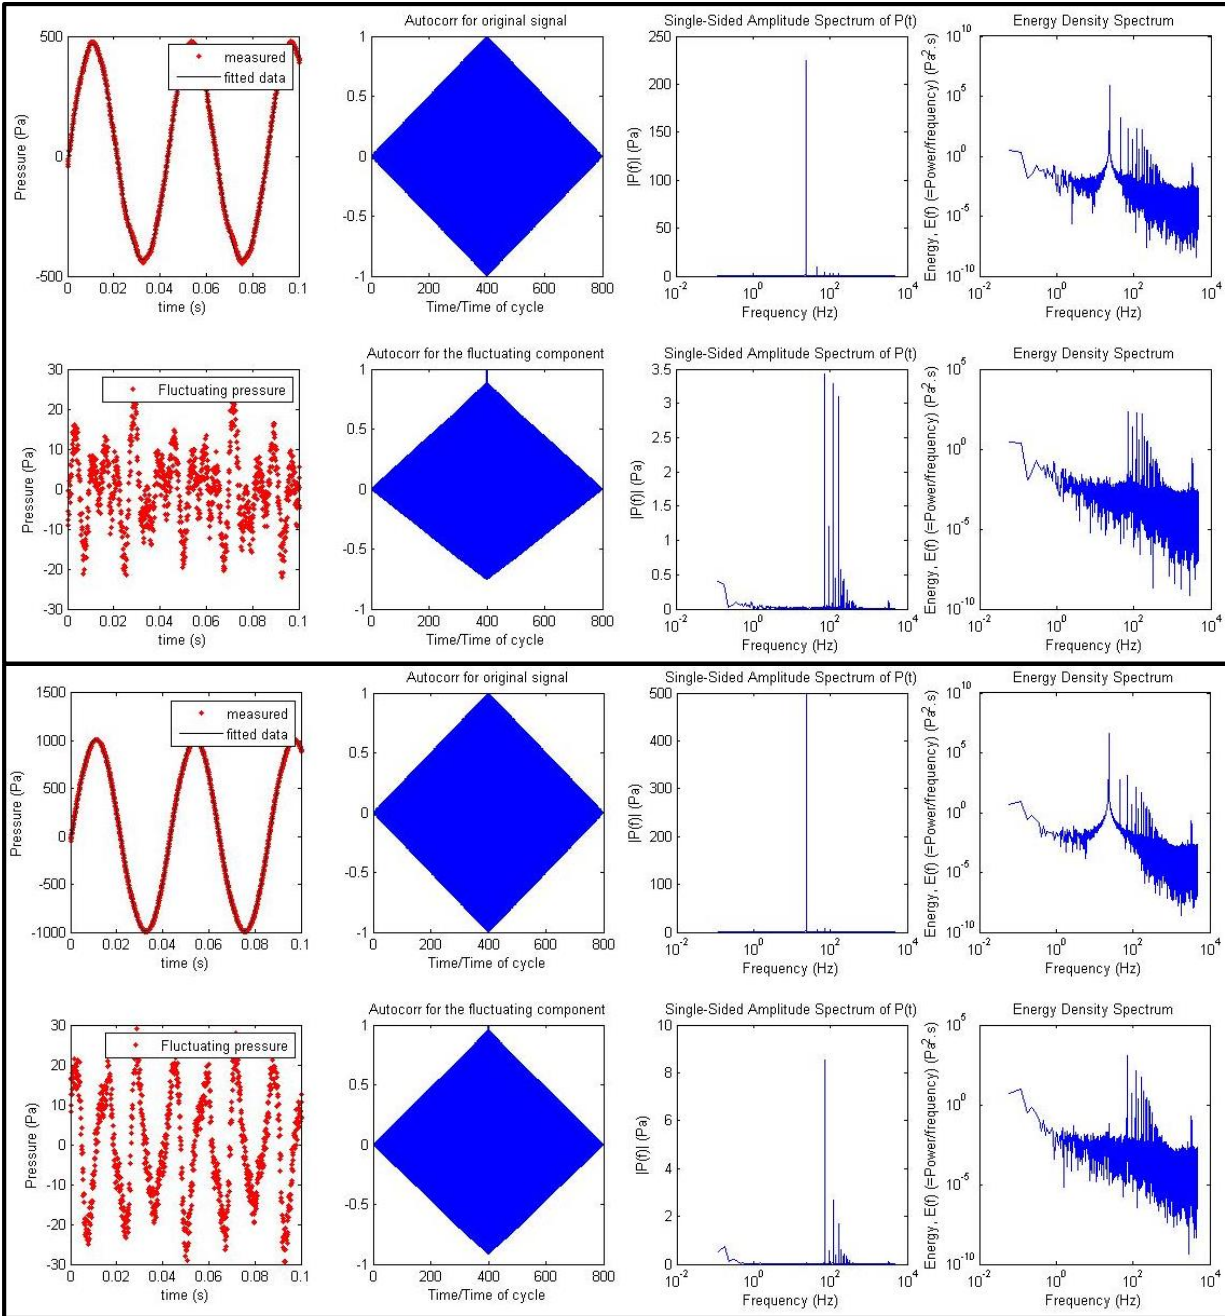 Autocorr for original signal
Single-Sided Amplitude Spectrum of P(t)
Energy Density Spectrum
500
0
-500
Pressure (Pa)
measured
fitted data
0 0.02 0.04 0.06 0.08 0.1
time (s)
1
0.5
0
-0.5
-1
0 200 400 600 800
Time/Time of cycle
250
200
150
100
50
0
|P(f)| (Pa)
10^-2 10^0 10^2 10^4
Frequency (Hz)
10^10
10^5
10^0
10^-5
10^-10
Energy, E(f) (=Power/frequency) (Pa^2.s)
10^-2 10^0 10^2 10^4
Frequency (Hz)
Autocorr for the fluctuating component
Single-Sided Amplitude Spectrum of P(t)
Energy Density Spectrum
30
20
10
0
-10
-20
-30
Pressure (Pa)
Fluctuating pressure
0 0.02 0.04 0.06 0.08 0.1
time (s)
1
0.5
0
-0.5
-1
0 200 400 600 800
Time/Time of cycle
3.5
3
2.5
2
1.5
1
0.5
0
|P(f)| (Pa)
10^-2 10^0 10^2 10^4
Frequency (Hz)
10^5
10^0
10^-5
10^-10
Energy, E(f) (=Power/frequency) (Pa^2.s)
10^-2 10^0 10^2 10^4
Frequency (Hz)
Autocorr for original signal
Single-Sided Amplitude Spectrum of P(t)
Energy Density Spectrum
1500
1000
500
0
-500
-1000
Pressure (Pa)
measured
fitted data
0 0.02 0.04 0.06 0.08 0.1
time (s)
1
0.5
0
-0.5
-1
0 200 400 600 800
Time/Time of cycle
500
400
300
200
100
0
|P(f)| (Pa)
10^-2 10^0 10^2 10^4
Frequency (Hz)
10^10
10^5
10^0
10^-5
10^-10
Energy, E(f) (=Power/frequency) (Pa^2.s)
10^-2 10^0 10^2 10^4
Frequency (Hz)
Autocorr for the fluctuating component
Single-Sided Amplitude Spectrum of P(t)
Energy Density Spectrum
30
20
10
0
-10
-20
-30
Pressure (Pa)
Fluctuating pressure
0 0.02 0.04 0.06 0.08 0.1
time (s)
1
0.5
0
-0.5
-1
0 200 400 600 800
Time/Time of cycle
10
8
6
4
2
0
|P(f)| (Pa)
10^-2 10^0 10^2 10^4
Frequency (Hz)
10^5
10^0
10^-5
10^-10
Energy, E(f) (=Power/frequency) (Pa^2.s)
10^-2 10^0 10^2 10^4
Frequency (Hz)